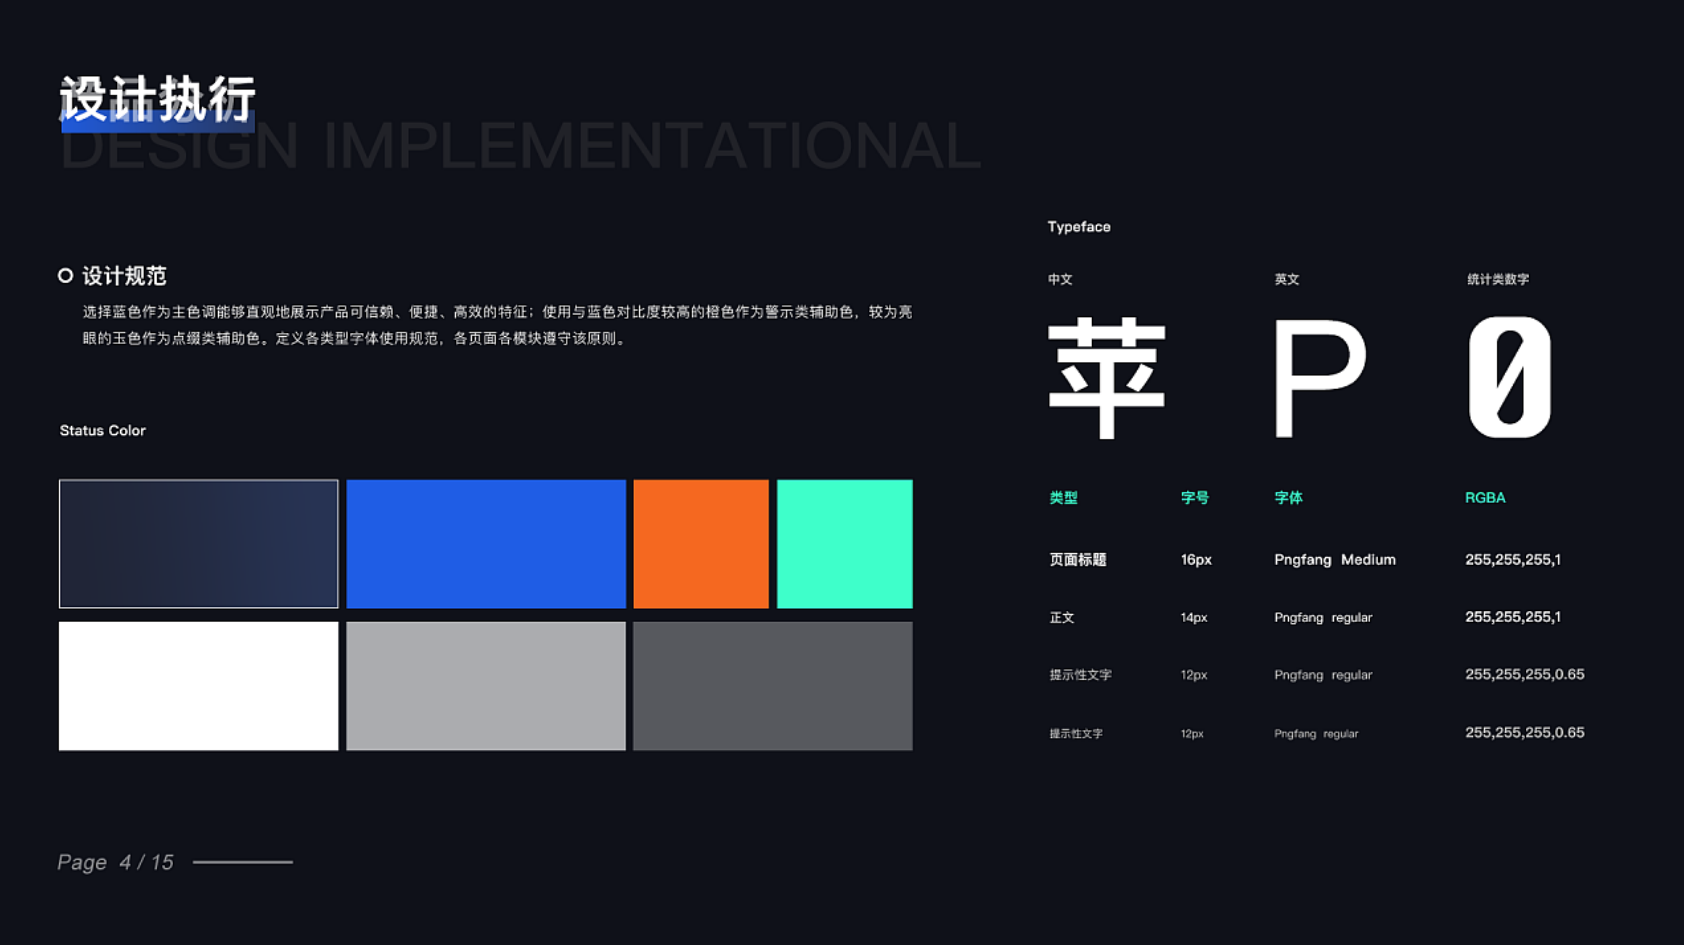 设计执行
DESIGN IMPLEMENTATIONAL
设计规范
选择蓝色作为主色调能够直观地展示产品可信赖、便捷、高效的特征；使用与蓝色对比度较高的橙色作为警示类辅助色，较为亮
眼的玉色作为点缀类辅助色。定义各类型字体使用规范，各页面各模块遵守该原则。
Status Color
Typeface
中文 英文 统计类数字
苹 P 0
类型 字号 字体 RGBA
页面标题 16px Pngfang Medium 255,255,255,1
正文 14px Pngfang regular 255,255,255,1
提示性文字 12px Pngfang regular 255,255,255,0.65
提示性文字 12px Pngfang regular 255,255,255,0.65
Page 4 / 15